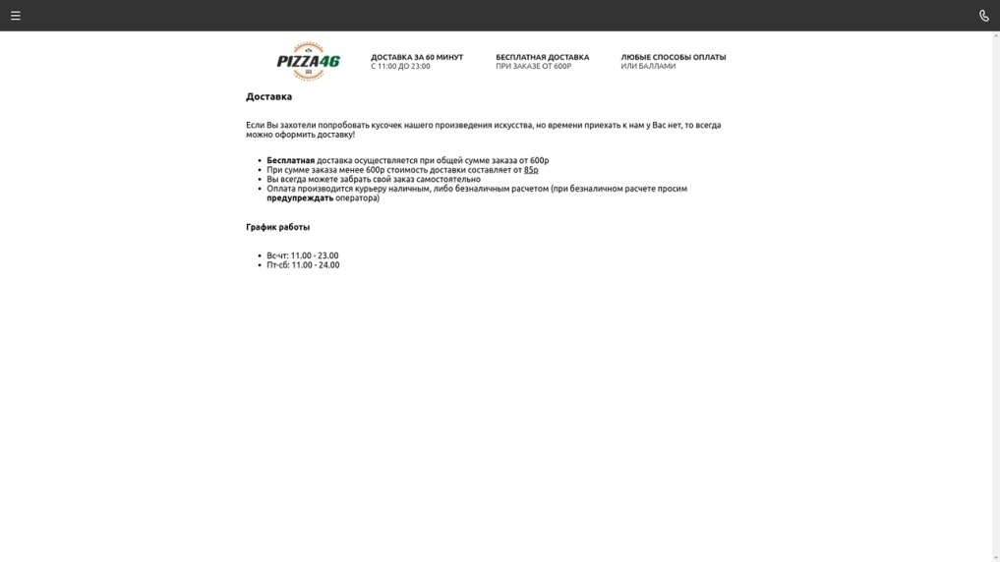 PIZZA46
ДОСТАВКА ЗА 60 МИНУТ
С 11:00 ДО 23:00
БЕСПЛАТНАЯ ДОСТАВКА
ПРИ ЗАКАЗЕ ОТ 600Р
ЛЮБЫЕ СПОСОБЫ ОПЛАТЫ
ИЛИ БАЛЛАМИ
Доставка
Если Вы захотели попробовать кусочек нашего произведения искусства, но времени приехать к нам у Вас нет, то всегда
можно оформить доставку!
• Бесплатная доставка осуществляется при общей сумме заказа от 600р
• При сумме заказа менее 600р стоимость доставки составляет от 85р
• Вы всегда можете забрать свой заказ самостоятельно
• Оплата производится курьеру наличным, либо безналичным расчетом (при безналичном расчете просим
предупреждать оператора)
График работы
• Вс-чт: 11.00 - 23.00
• Пт-сб: 11.00 - 24.00